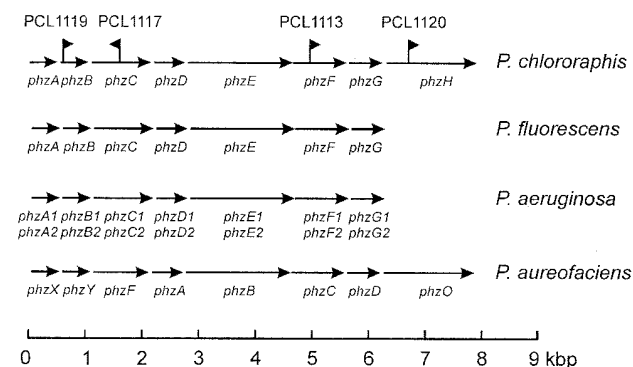 PCL1119 PCL1117 PCL1113 PCL1120
P. chlororaphis
phzA phzB phzC phzD phzE phzF phzG phzH
P. fluorescens
phzA phzB phzC phzD phzE phzF phzG
P. aeruginosa
phzA1 phzB1 phzC1 phzD1 phzE1 phzF1 phzG1
phzA2 phzB2 phzC2 phzD2 phzE2 phzF2 phzG2
P. aureofaciens
phzX phzY phzF phzA phzB phzC phzD phzO
0 1 2 3 4 5 6 7 8 9 kbp